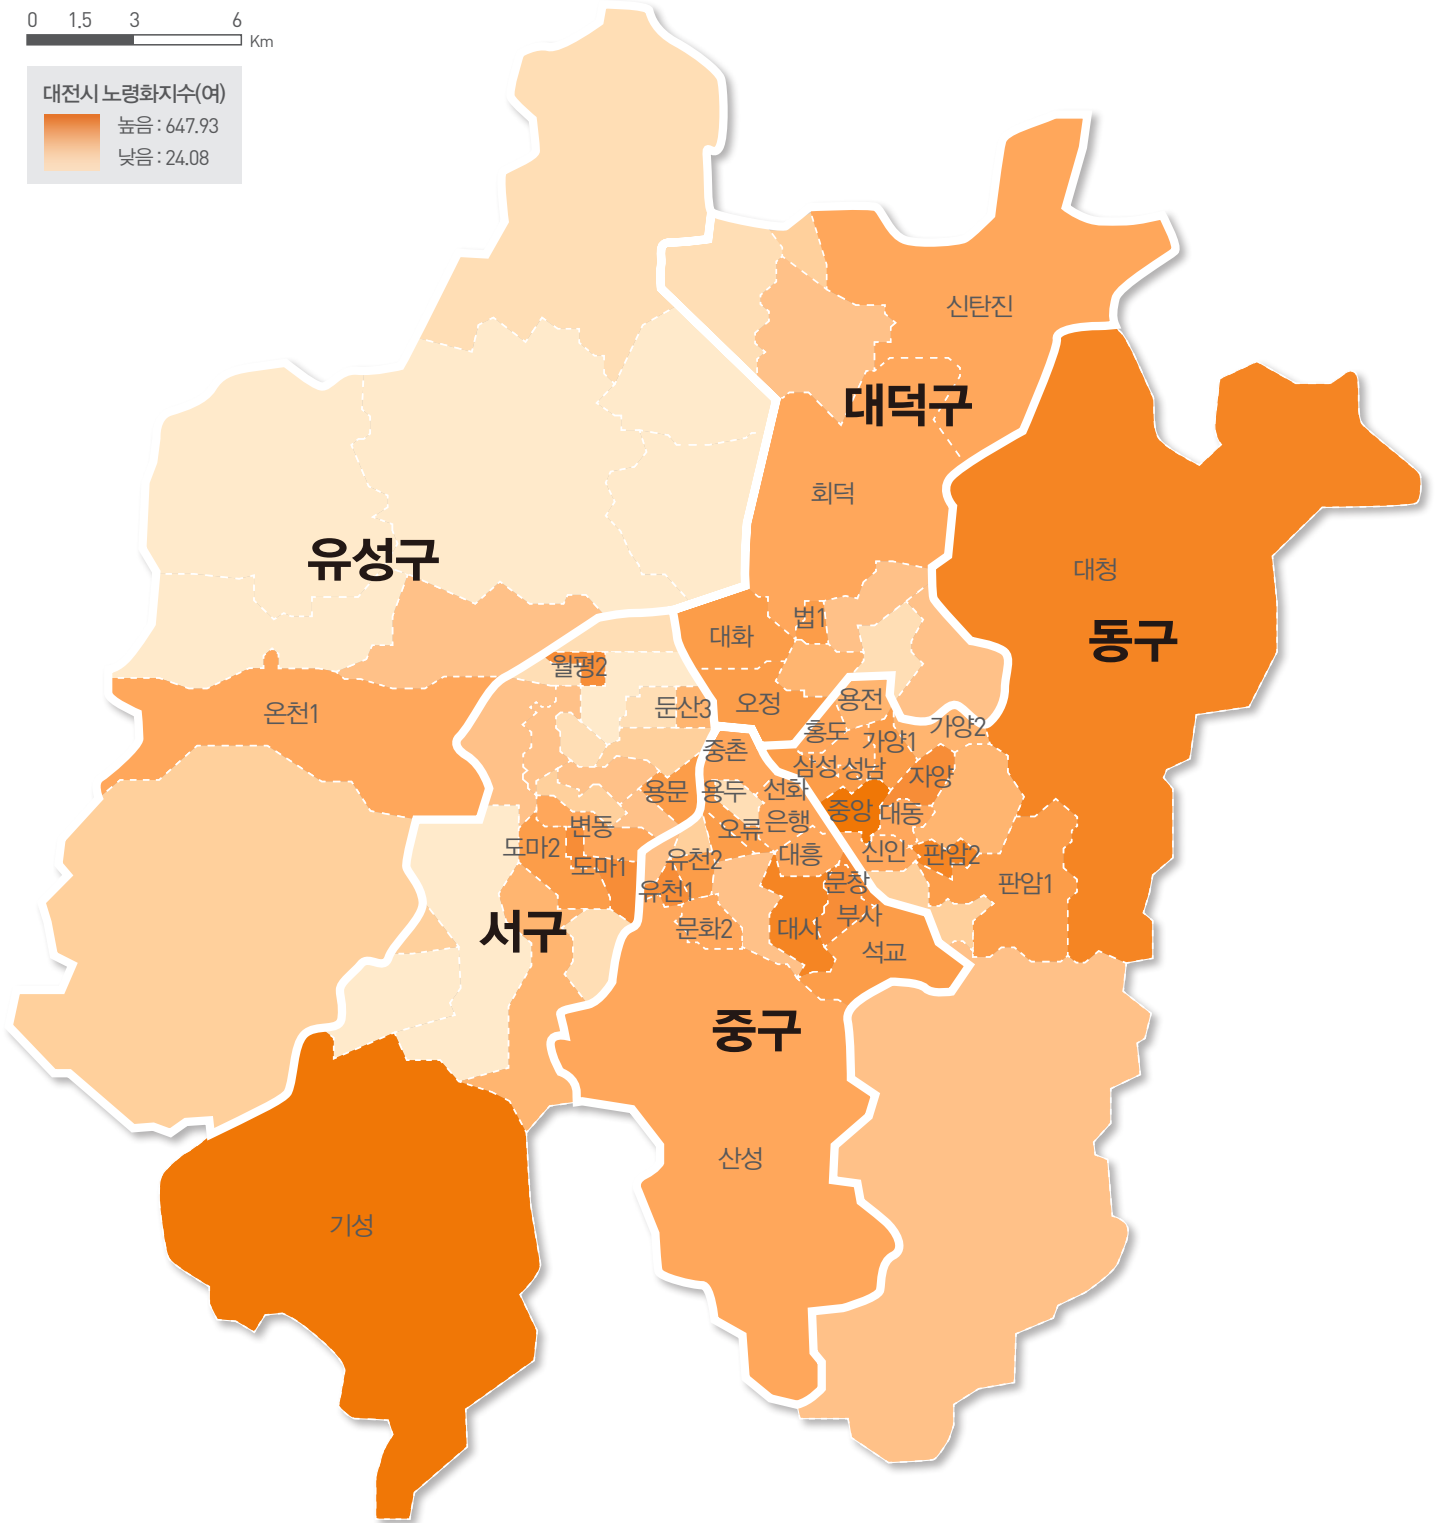 0 1.5 3 6
Km
대전시 노령화지수(여)
높음 : 647.93
낮음 : 24.08
신탄진
대덕구
회덕
유성구
대청
법1
대화
동구
월평2
온천1
둔산3
오정
용전
홍도
가양1
가양2
중촌
삼성
성남
자양
용문
용두
선화
중앙
대동
변동
오류
은행
도마2
도마1
유천2
대흥
신인
판암2
유천1
문창
판암1
서구
문화2
대사
부사
석교
중구
산성
기성